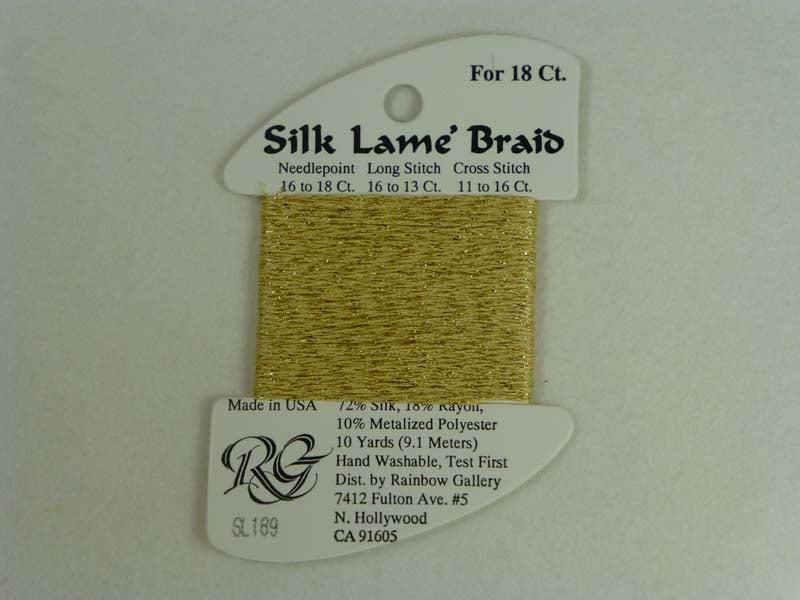 For 18 Ct.
Silk Lame' Braid
Needlepoint Long Stitch Cross Stitch
16 to 18 Ct. 16 to 13 Ct. 11 to 16 Ct.
Made in USA
72% Silk, 18% Rayon,
10% Metalized Polyester
10 Yards (9.1 Meters)
Hand Washable, Test First
Dist. by Rainbow Gallery
7412 Fulton Ave. #5
N. Hollywood
CA 91605
RG
SL189